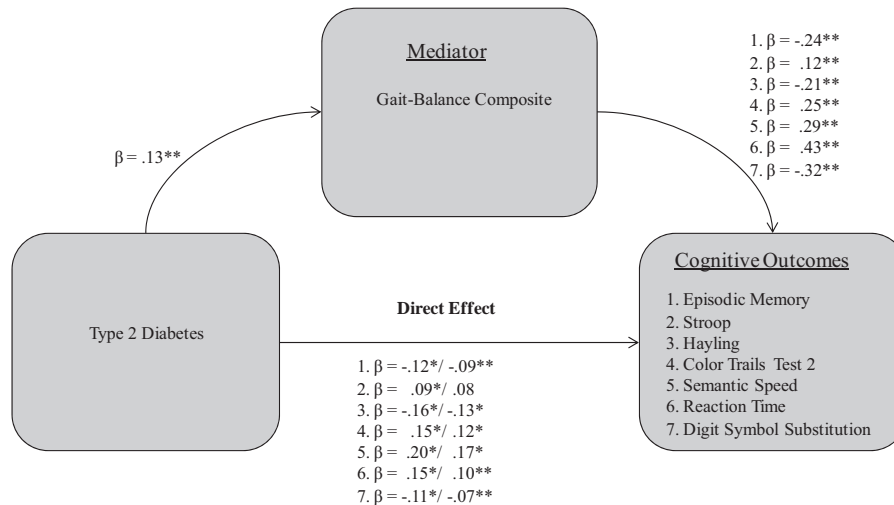 Mediator
Gait-Balance Composite
1. β = -.24**
2. β = .12**
3. β = -.21**
4. β = .25**
5. β = .29**
6. β = .43**
7. β = -.32**
β = .13**
Type 2 Diabetes
Direct Effect
1. β = -.12*/ -.09**
2. β = .09*/ .08
3. β = -.16*/ -.13*
4. β = .15*/ .12*
5. β = .20*/ .17*
6. β = .15*/ .10**
7. β = -.11*/ -.07**
Cognitive Outcomes
1. Episodic Memory
2. Stroop
3. Hayling
4. Color Trails Test 2
5. Semantic Speed
6. Reaction Time
7. Digit Symbol Substitution